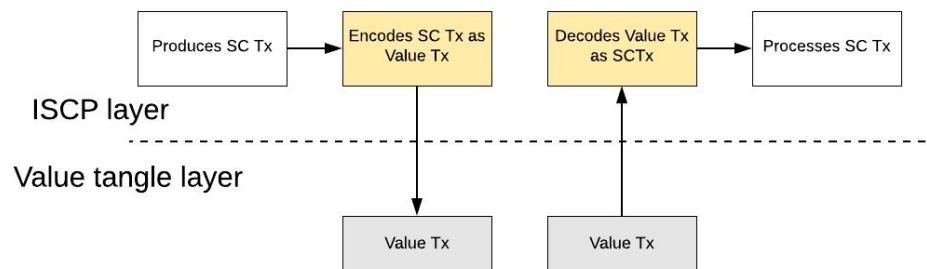 Produces SC Tx
Encodes SC Tx as
Value Tx
Decodes Value Tx
as SCTx
Processes SC Tx
ISCP layer
Value tangle layer
Value Tx
Value Tx